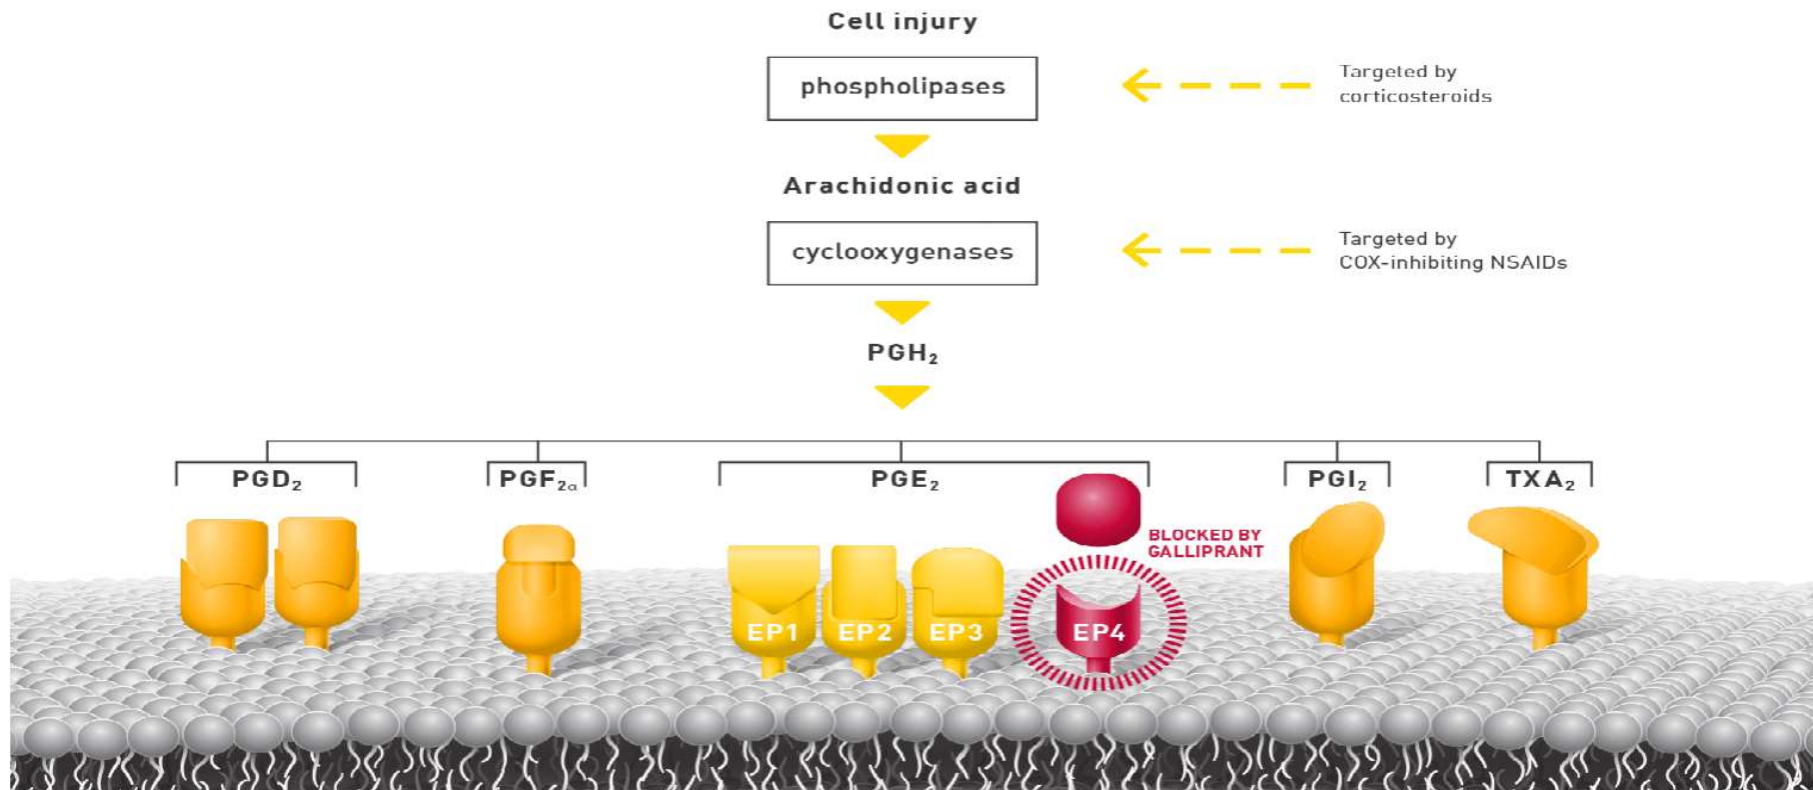 Cell injury
phospholipases
Targeted by
corticosteroids
Arachidonic acid
cyclooxygenases
Targeted by
COX-inhibiting NSAIDs
PGH₂
PGD₂ PGF₂α PGE₂ PGI₂ TXA₂
BLOCKED BY
GALLIPRANT
EP1 EP2 EP3 EP4